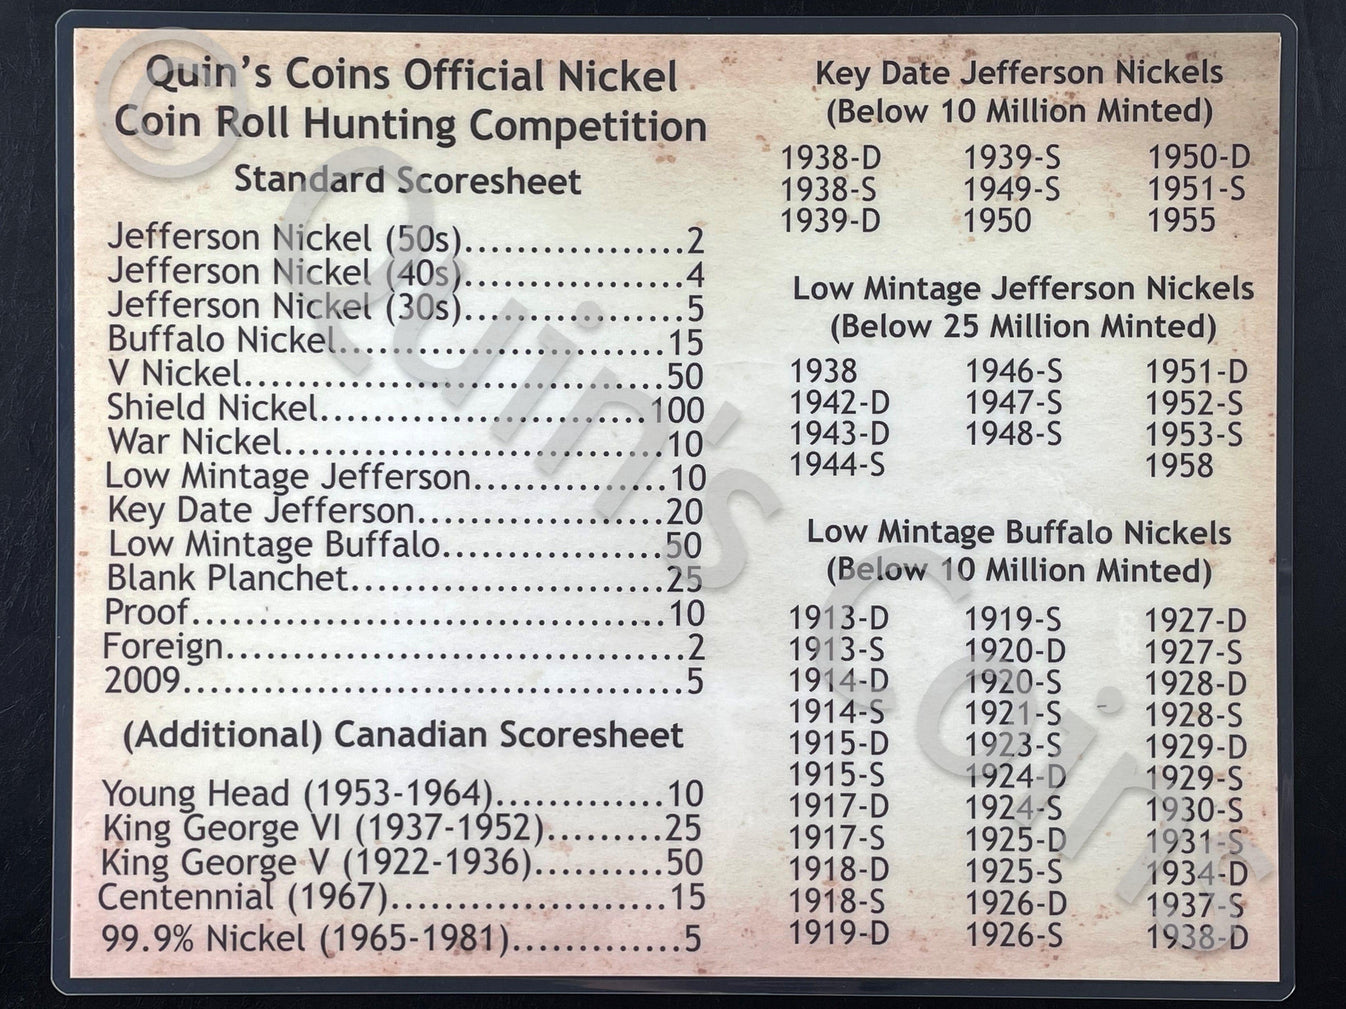 Quin's Coins Official Nickel
Coin Roll Hunting Competition
Standard Scoresheet
Jefferson Nickel (50s).................2
Jefferson Nickel (40s).................4
Jefferson Nickel (30s).................5
Buffalo Nickel.........................15
V Nickel................................50
Shield Nickel.........................100
War Nickel.............................10
Low Mintage Jefferson...............10
Key Date Jefferson...................20
Low Mintage Buffalo.................50
Blank Planchet........................25
Proof....................................10
Foreign...................................2
2009......................................5
(Additional) Canadian Scoresheet
Young Head (1953-1964).............10
King George VI (1937-1952).........25
King George V (1922-1936)..........50
Centennial (1967).....................15
99.9% Nickel (1965-1981).............5
Key Date Jefferson Nickels
(Below 10 Million Minted)
1938-D 1939-S 1950-D
1938-S 1949-S 1951-S
1939-D 1950 1955
Low Mintage Jefferson Nickels
(Below 25 Million Minted)
1938 1946-S 1951-D
1942-D 1947-S 1952-S
1943-D 1948-S 1953-S
1944-S 1958
Low Mintage Buffalo Nickels
(Below 10 Million Minted)
1913-D 1919-S 1927-D
1913-S 1920-D 1927-S
1914-D 1920-S 1928-D
1914-S 1921-S 1928-S
1915-D 1923-S 1929-D
1915-S 1924-D 1929-S
1917-D 1924-S 1930-S
1917-S 1925-D 1931-S
1918-D 1925-S 1934-D
1918-S 1926-D 1937-S
1919-D 1926-S 1938-D
© Quin's Coins